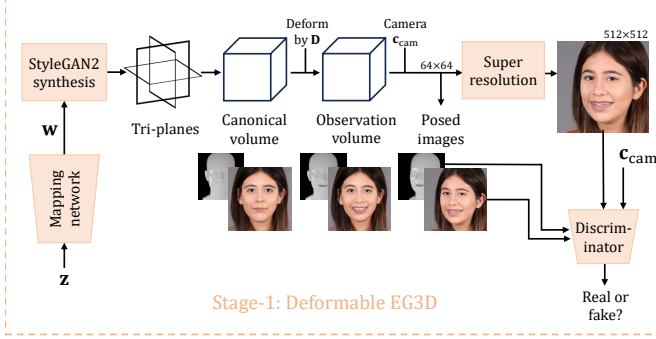 Deform
by D
Camera
c_cam
512×512
StyleGAN2
synthesis
64×64
Super
resolution
w
Tri-planes
Canonical
volume
Observation
volume
Posed
images
c_cam
Mapping
network
Discrim-
inator
z
Stage-1: Deformable EG3D
Real or
fake?